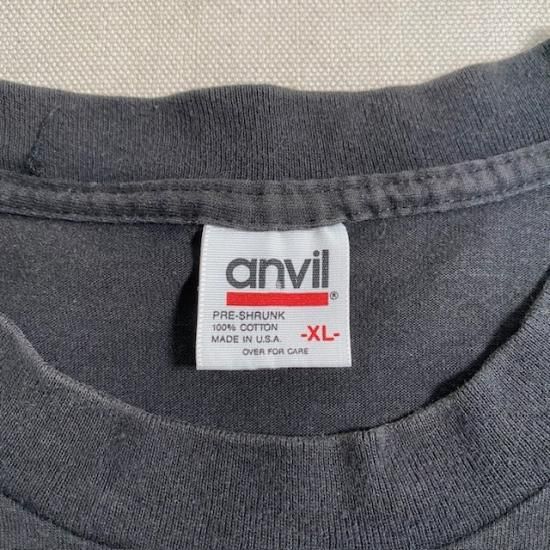 anvil®
PRE-SHRUNK
100% COTTON
MADE IN U.S.A. -XL-
OVER FOR CARE